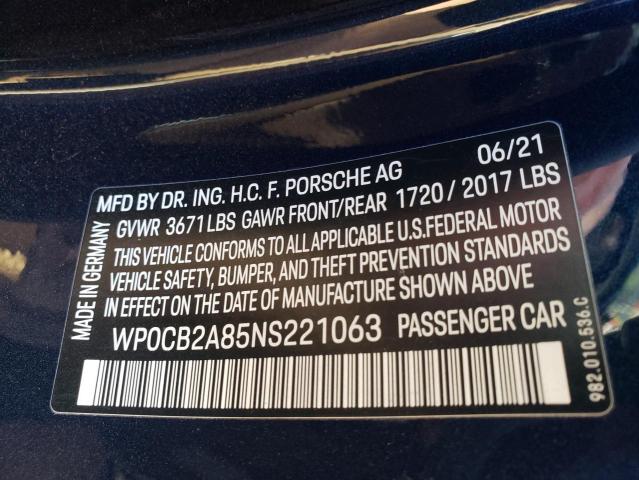 MFD BY DR. ING. H.C. F. PORSCHE AG 06/21
GVWR 3671 LBS GAWR FRONT/REAR 1720 / 2017 LBS
THIS VEHICLE CONFORMS TO ALL APPLICABLE U.S.FEDERAL MOTOR
VEHICLE SAFETY, BUMPER, AND THEFT PREVENTION STANDARDS
IN EFFECT ON THE DATE OF MANUFACTURE SHOWN ABOVE
WP0CB2A85NS221063 PASSENGER CAR
MADE IN GERMANY
982.010.536.C